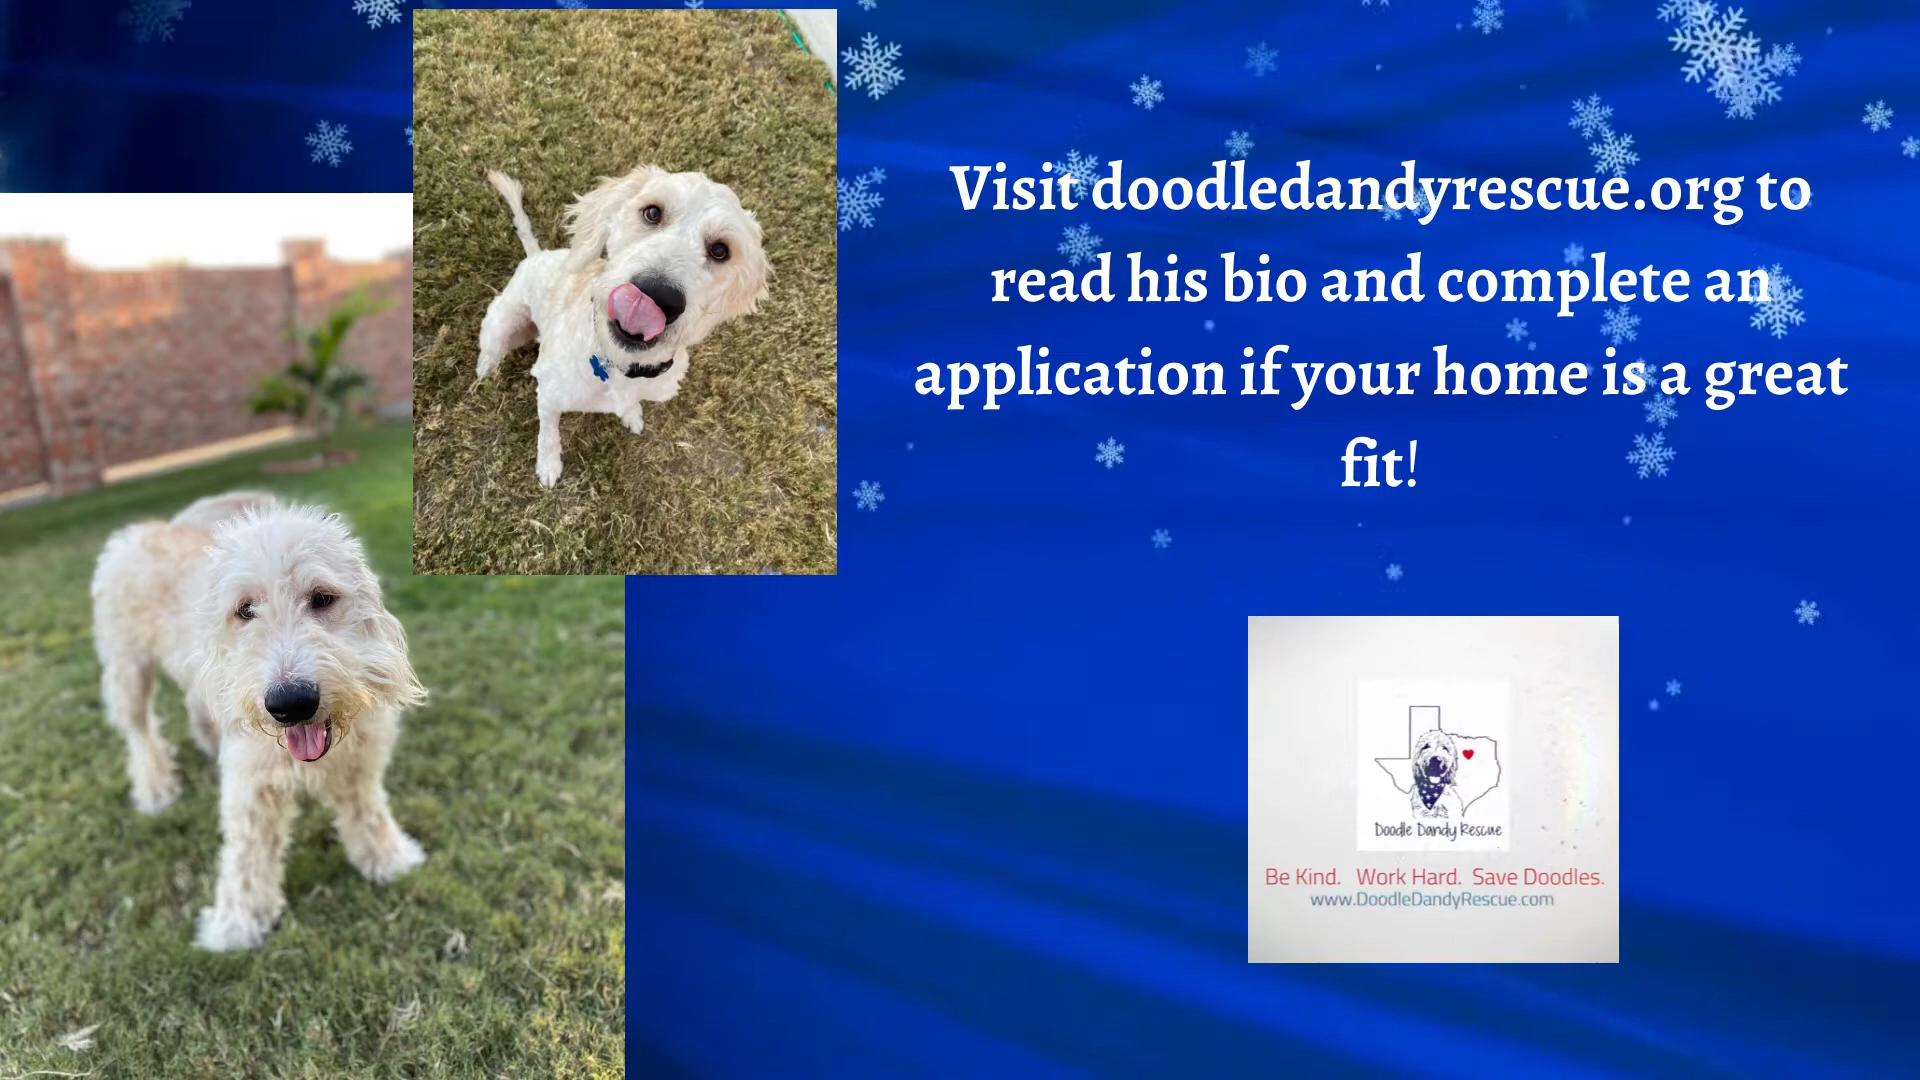 Visit doodledandyrescue.org to
read his bio and complete an
application if your home is a great
fit!
Doodle Dandy Rescue
Be Kind. Work Hard. Save Doodles.
www.DoodleDandyRescue.com